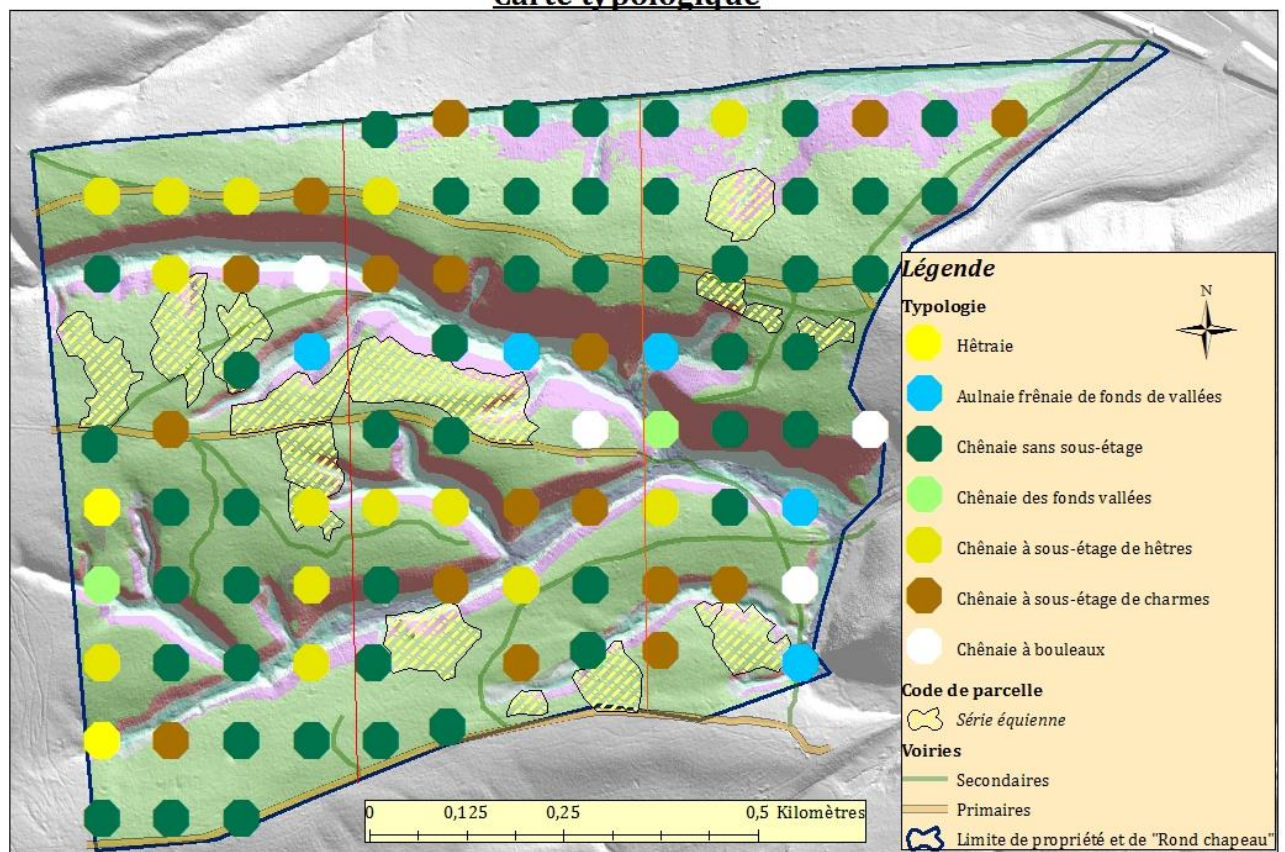 Carte typologique
Légende
Typologie
N
Hêtraie
Aulnaie frênaie de fonds de vallées
Chênaie sans sous-étage
Chênaie des fonds vallées
Chênaie à sous-étage de hêtres
Chênaie à sous-étage de charmes
Chênaie à bouleaux
Code de parcelle
Série équienne
Voiries
Secondaires
Primaires
Limite de propriété et de "Rond chapeau"
0 0,125 0,25 0,5 Kilomètres